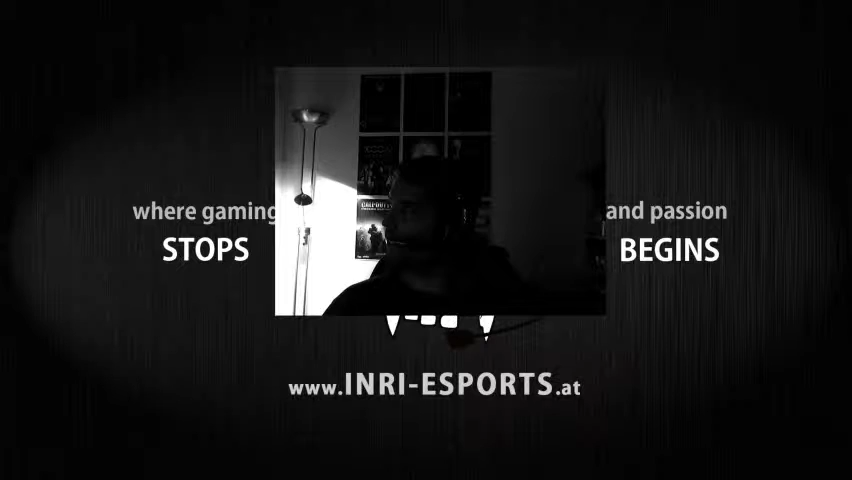 where gaming
STOPS
and passion
BEGINS
www.INRI-ESPORTS.at